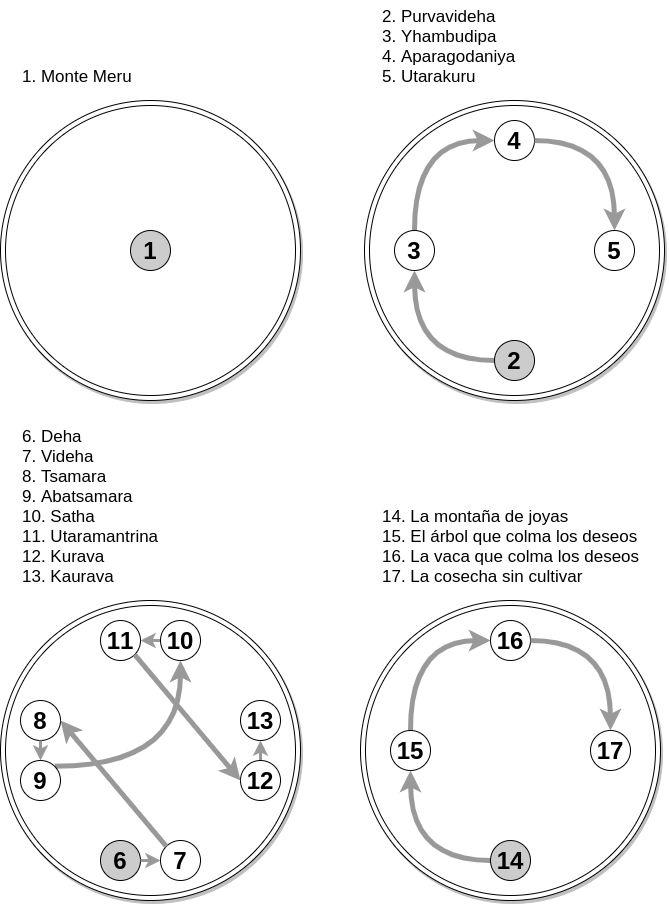 1. Monte Meru
1
2. Purvavideha
3. Yhambudipa
4. Aparagodaniya
5. Utarakuru
4
3
5
2
6. Deha
7. Videha
8. Tsamara
9. Abatsamara
10. Satha
11. Utaramantrina
12. Kurava
13. Kaurava
11 10
8
13
9
12
6 7
14. La montaña de joyas
15. El árbol que colma los deseos
16. La vaca que colma los deseos
17. La cosecha sin cultivar
16
15
17
14